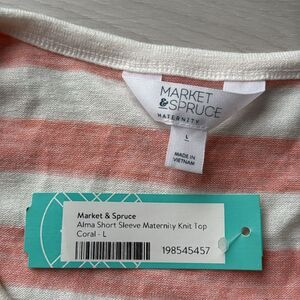 MARKET
& SPRUCE
MATERNITY
L
MADE IN
VIETNAM
Market & Spruce
Alma Short Sleeve Maternity Knit Top
Coral - L
198545457